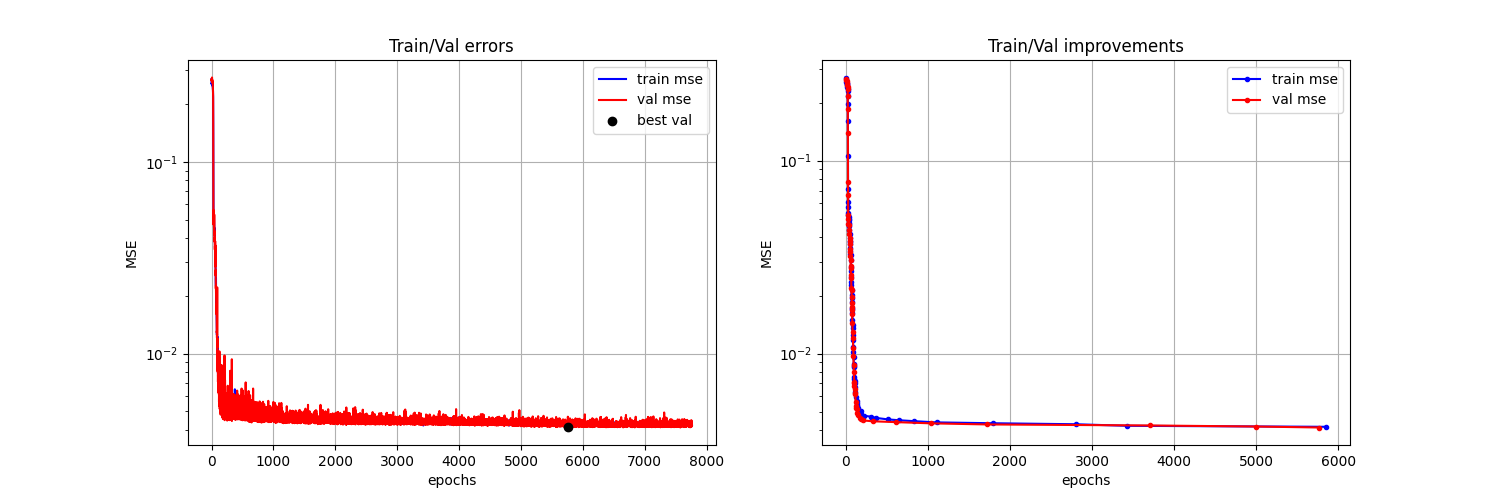 Train/Val errors
train mse
val mse
best val
10⁻¹
10⁻²
MSE
0 1000 2000 3000 4000 5000 6000 7000 8000
epochs
Train/Val improvements
train mse
val mse
10⁻¹
10⁻²
MSE
0 1000 2000 3000 4000 5000 6000
epochs